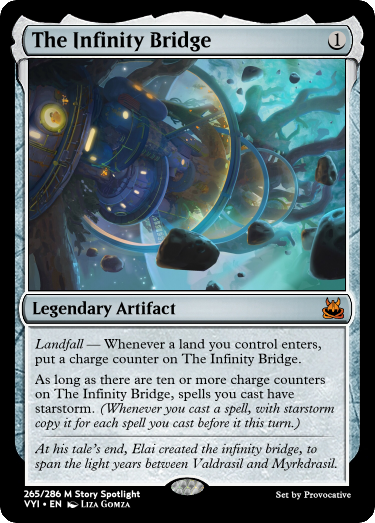 The Infinity Bridge 1
Legendary Artifact
Landfall — Whenever a land you control enters,
put a charge counter on The Infinity Bridge.
As long as there are ten or more charge counters
on The Infinity Bridge, spells you cast have
starstorm. (Whenever you cast a spell, with starstorm
copy it for each spell you cast before it this turn.)
At his tale's end, Elai created the infinity bridge, to
span the light years between Valdrasil and Myrkdrasil.
265/286 M Story Spotlight
Set by Provocative
VYI • EN Liza Gomza